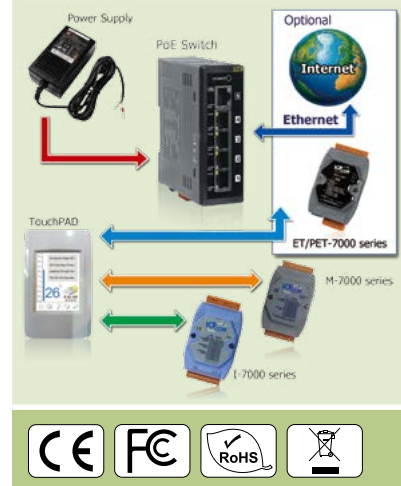 Power Supply
Optional
PoE Switch
Internet
Ethernet
TouchPAD
ET/PET-7000 series
26°
M-7000 series
I-7000 series
CE
FC
RoHS